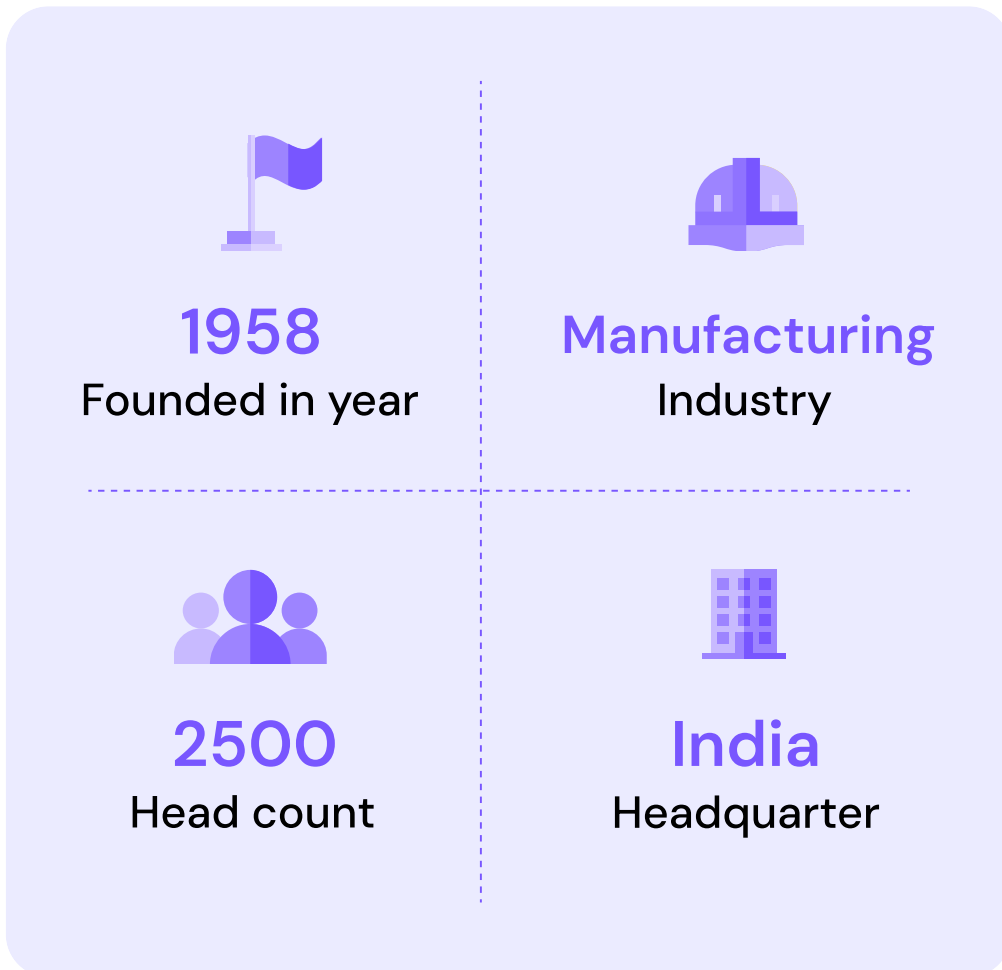 1958
Founded in year
Manufacturing
Industry
2500
Head count
India
Headquarter